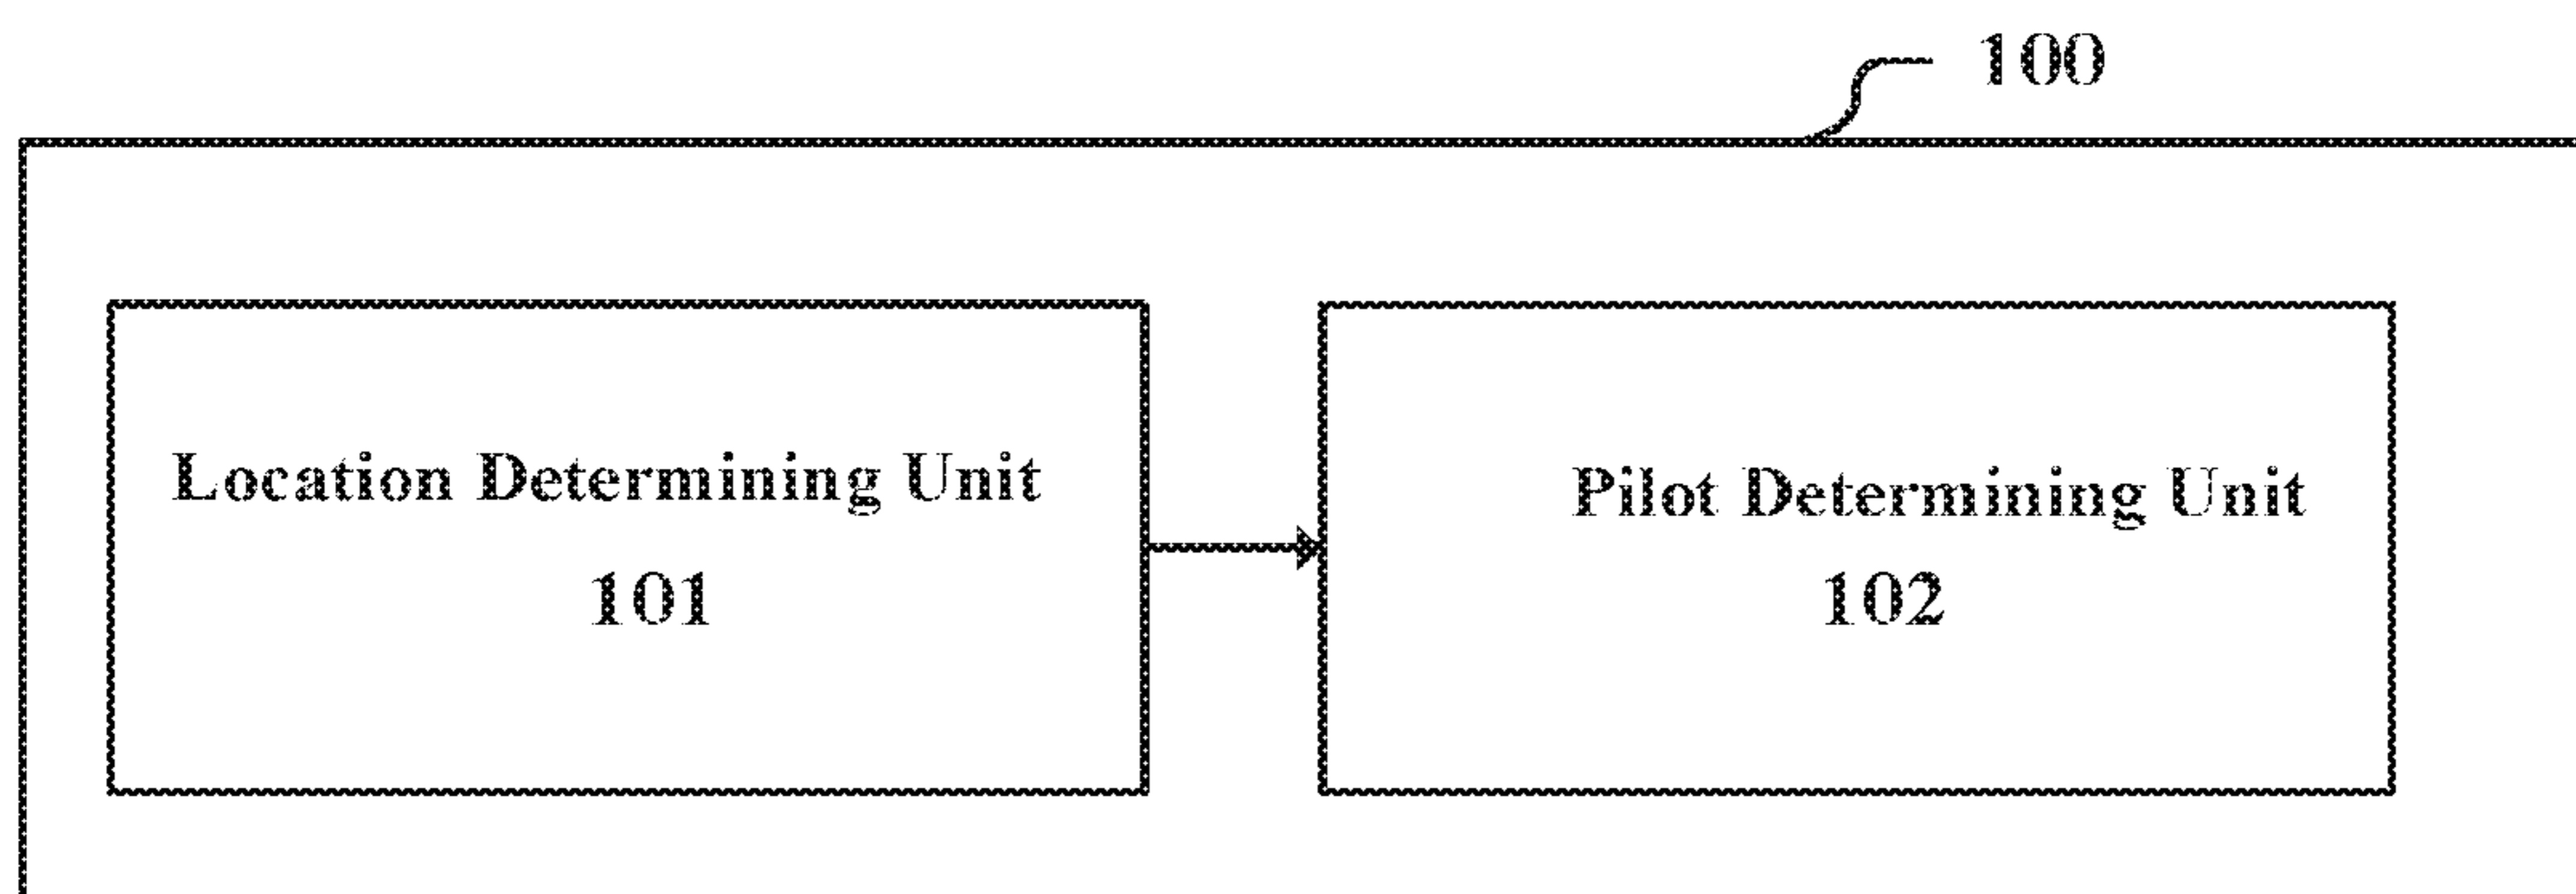 100
Location Determining Unit
101
Pilot Determining Unit
102